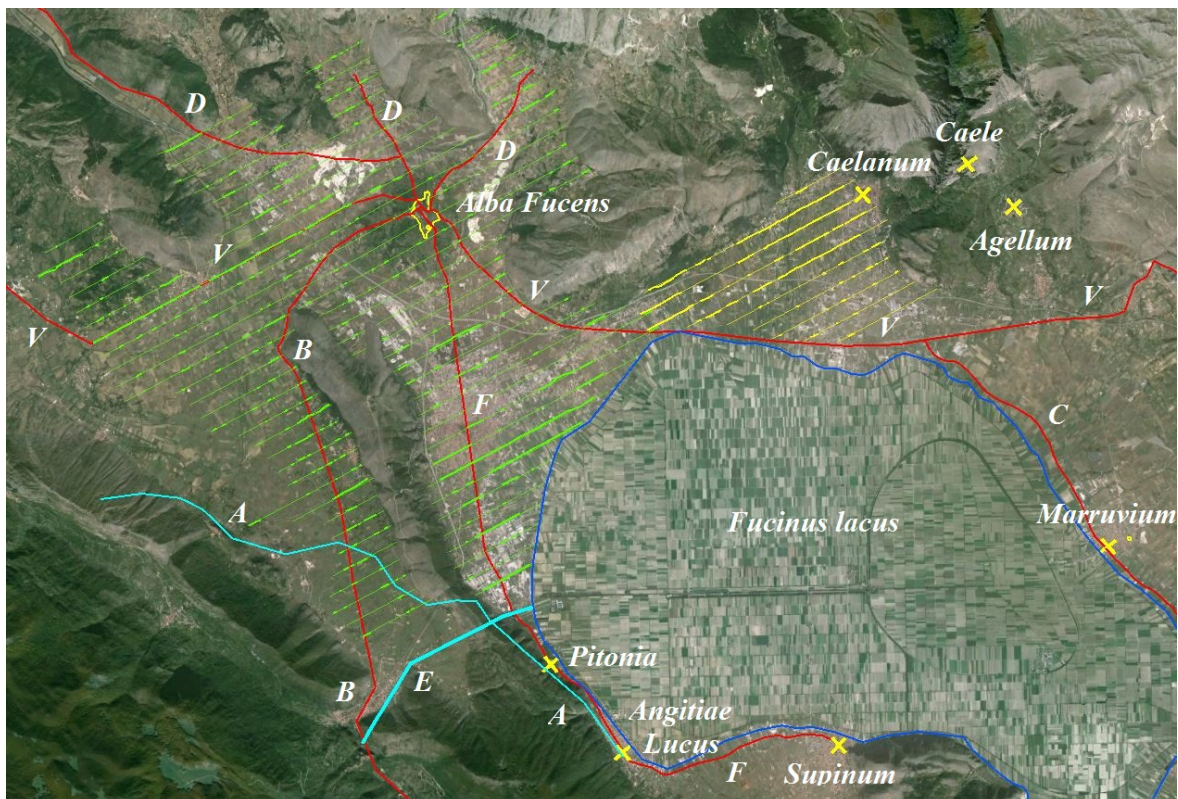 D
D
D
Caele
Caelanum
Alba Fucens
Agellum
V
V
V
V
V
B
F
C
Fucinus lacus
Marruvium
A
Pitonia
E
B
A
Angitiae
Lucus
F
Supinum